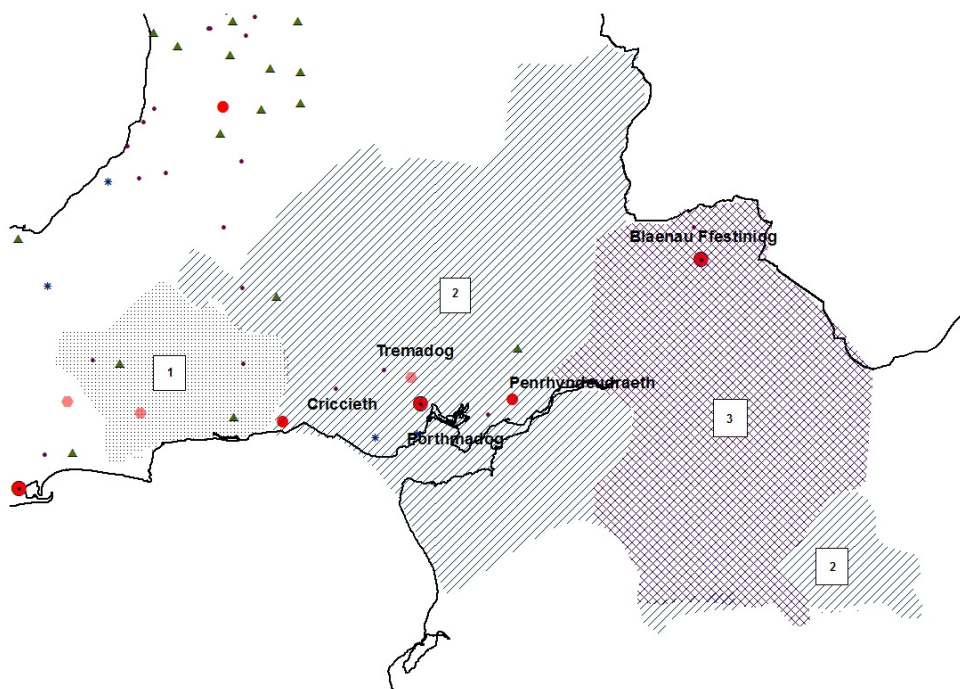 Blaenau Ffestiniog
2
Tremadog
1
Penrhyndeudraeth
Criccieth
3
Porthmadog
2